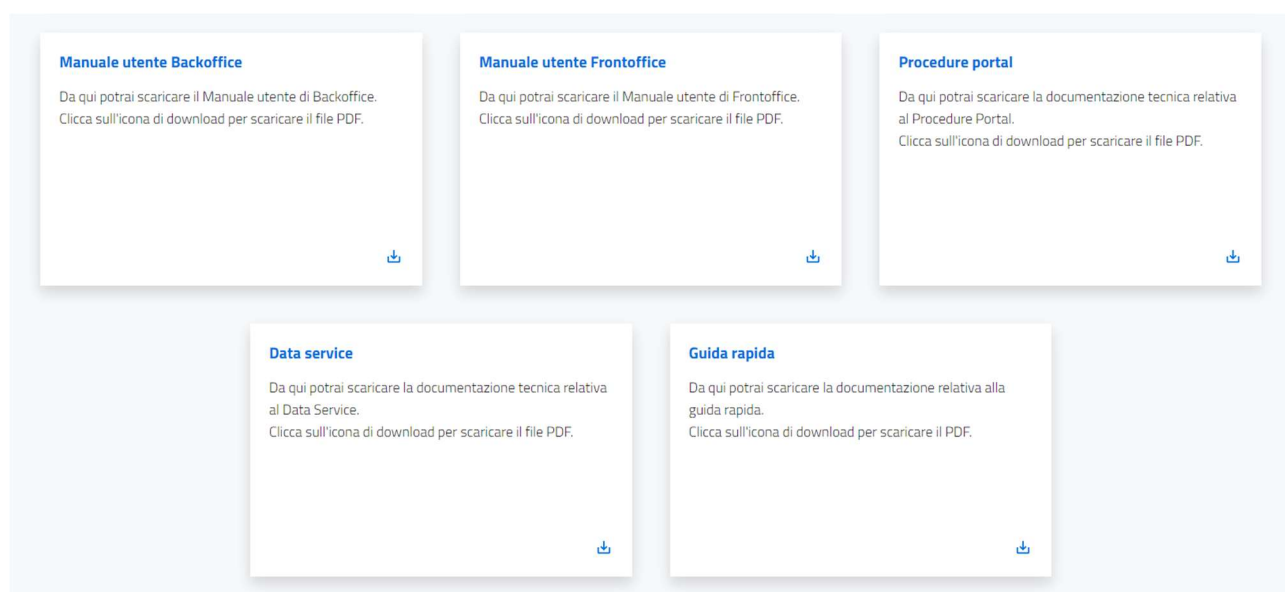 Manuale utente Backoffice
Da qui potrai scaricare il Manuale utente di Backoffice.
Clicca sull'icona di download per scaricare il file PDF.
Manuale utente Frontoffice
Da qui potrai scaricare il Manuale utente di Frontoffice.
Clicca sull'icona di download per scaricare il file PDF.
Procedure portal
Da qui potrai scaricare la documentazione tecnica relativa
al Procedure Portal.
Clicca sull'icona di download per scaricare il file PDF.
Data service
Da qui potrai scaricare la documentazione tecnica relativa
al Data Service.
Clicca sull'icona di download per scaricare il file PDF.
Guida rapida
Da qui potrai scaricare la documentazione relativa alla
guida rapida.
Clicca sull'icona di download per scaricare il PDF.